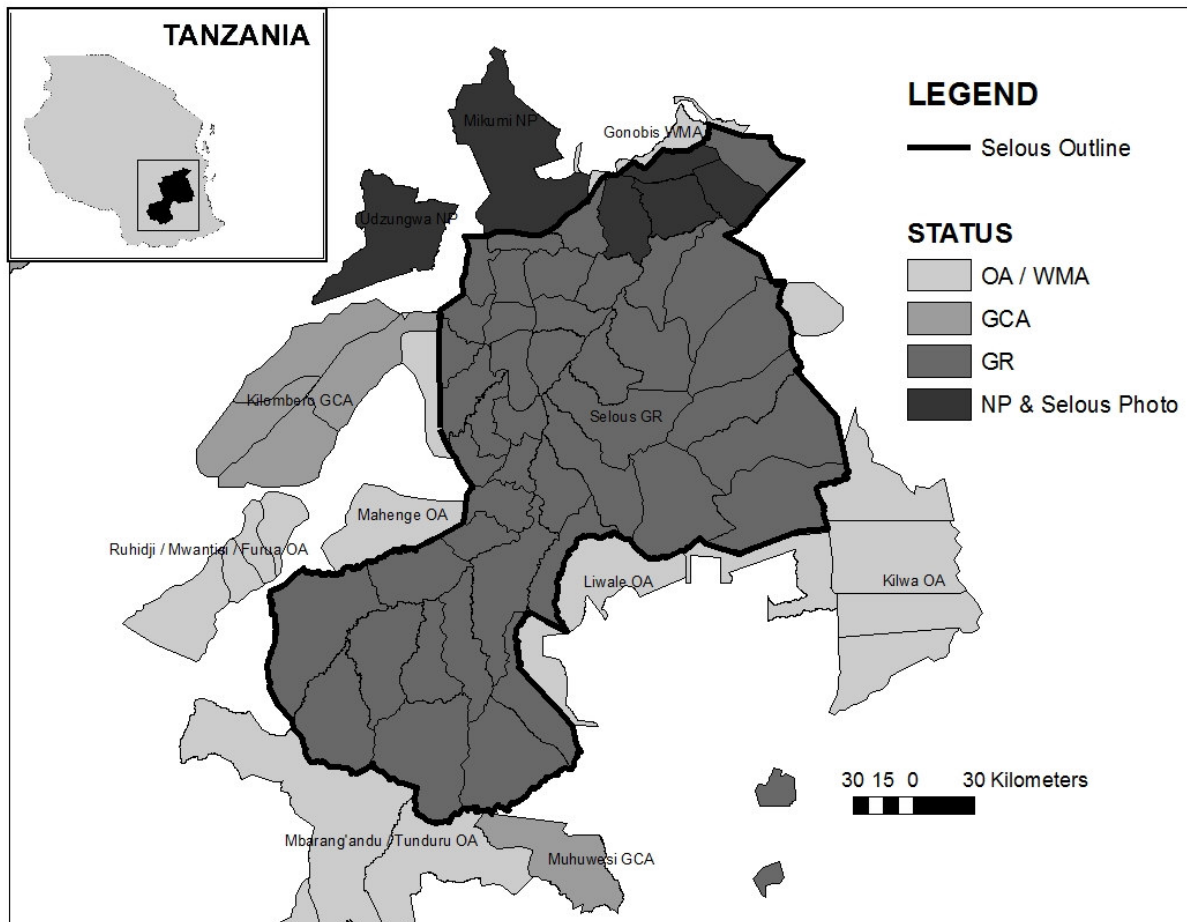 TANZANIA
LEGEND
Selous Outline
STATUS
OA / WMA
GCA
GR
NP & Selous Photo
Mikumi NP
Gonobis WMA
Udzungwa NP
Kilombero GCA
Selous GR
Mahenge OA
Ruhidji / Mwantisi / Furua OA
Liwale OA
Kilwa OA
30 15 0 30 Kilometers
Mbarang'andu / Tunduru OA
Muhuwesi GCA